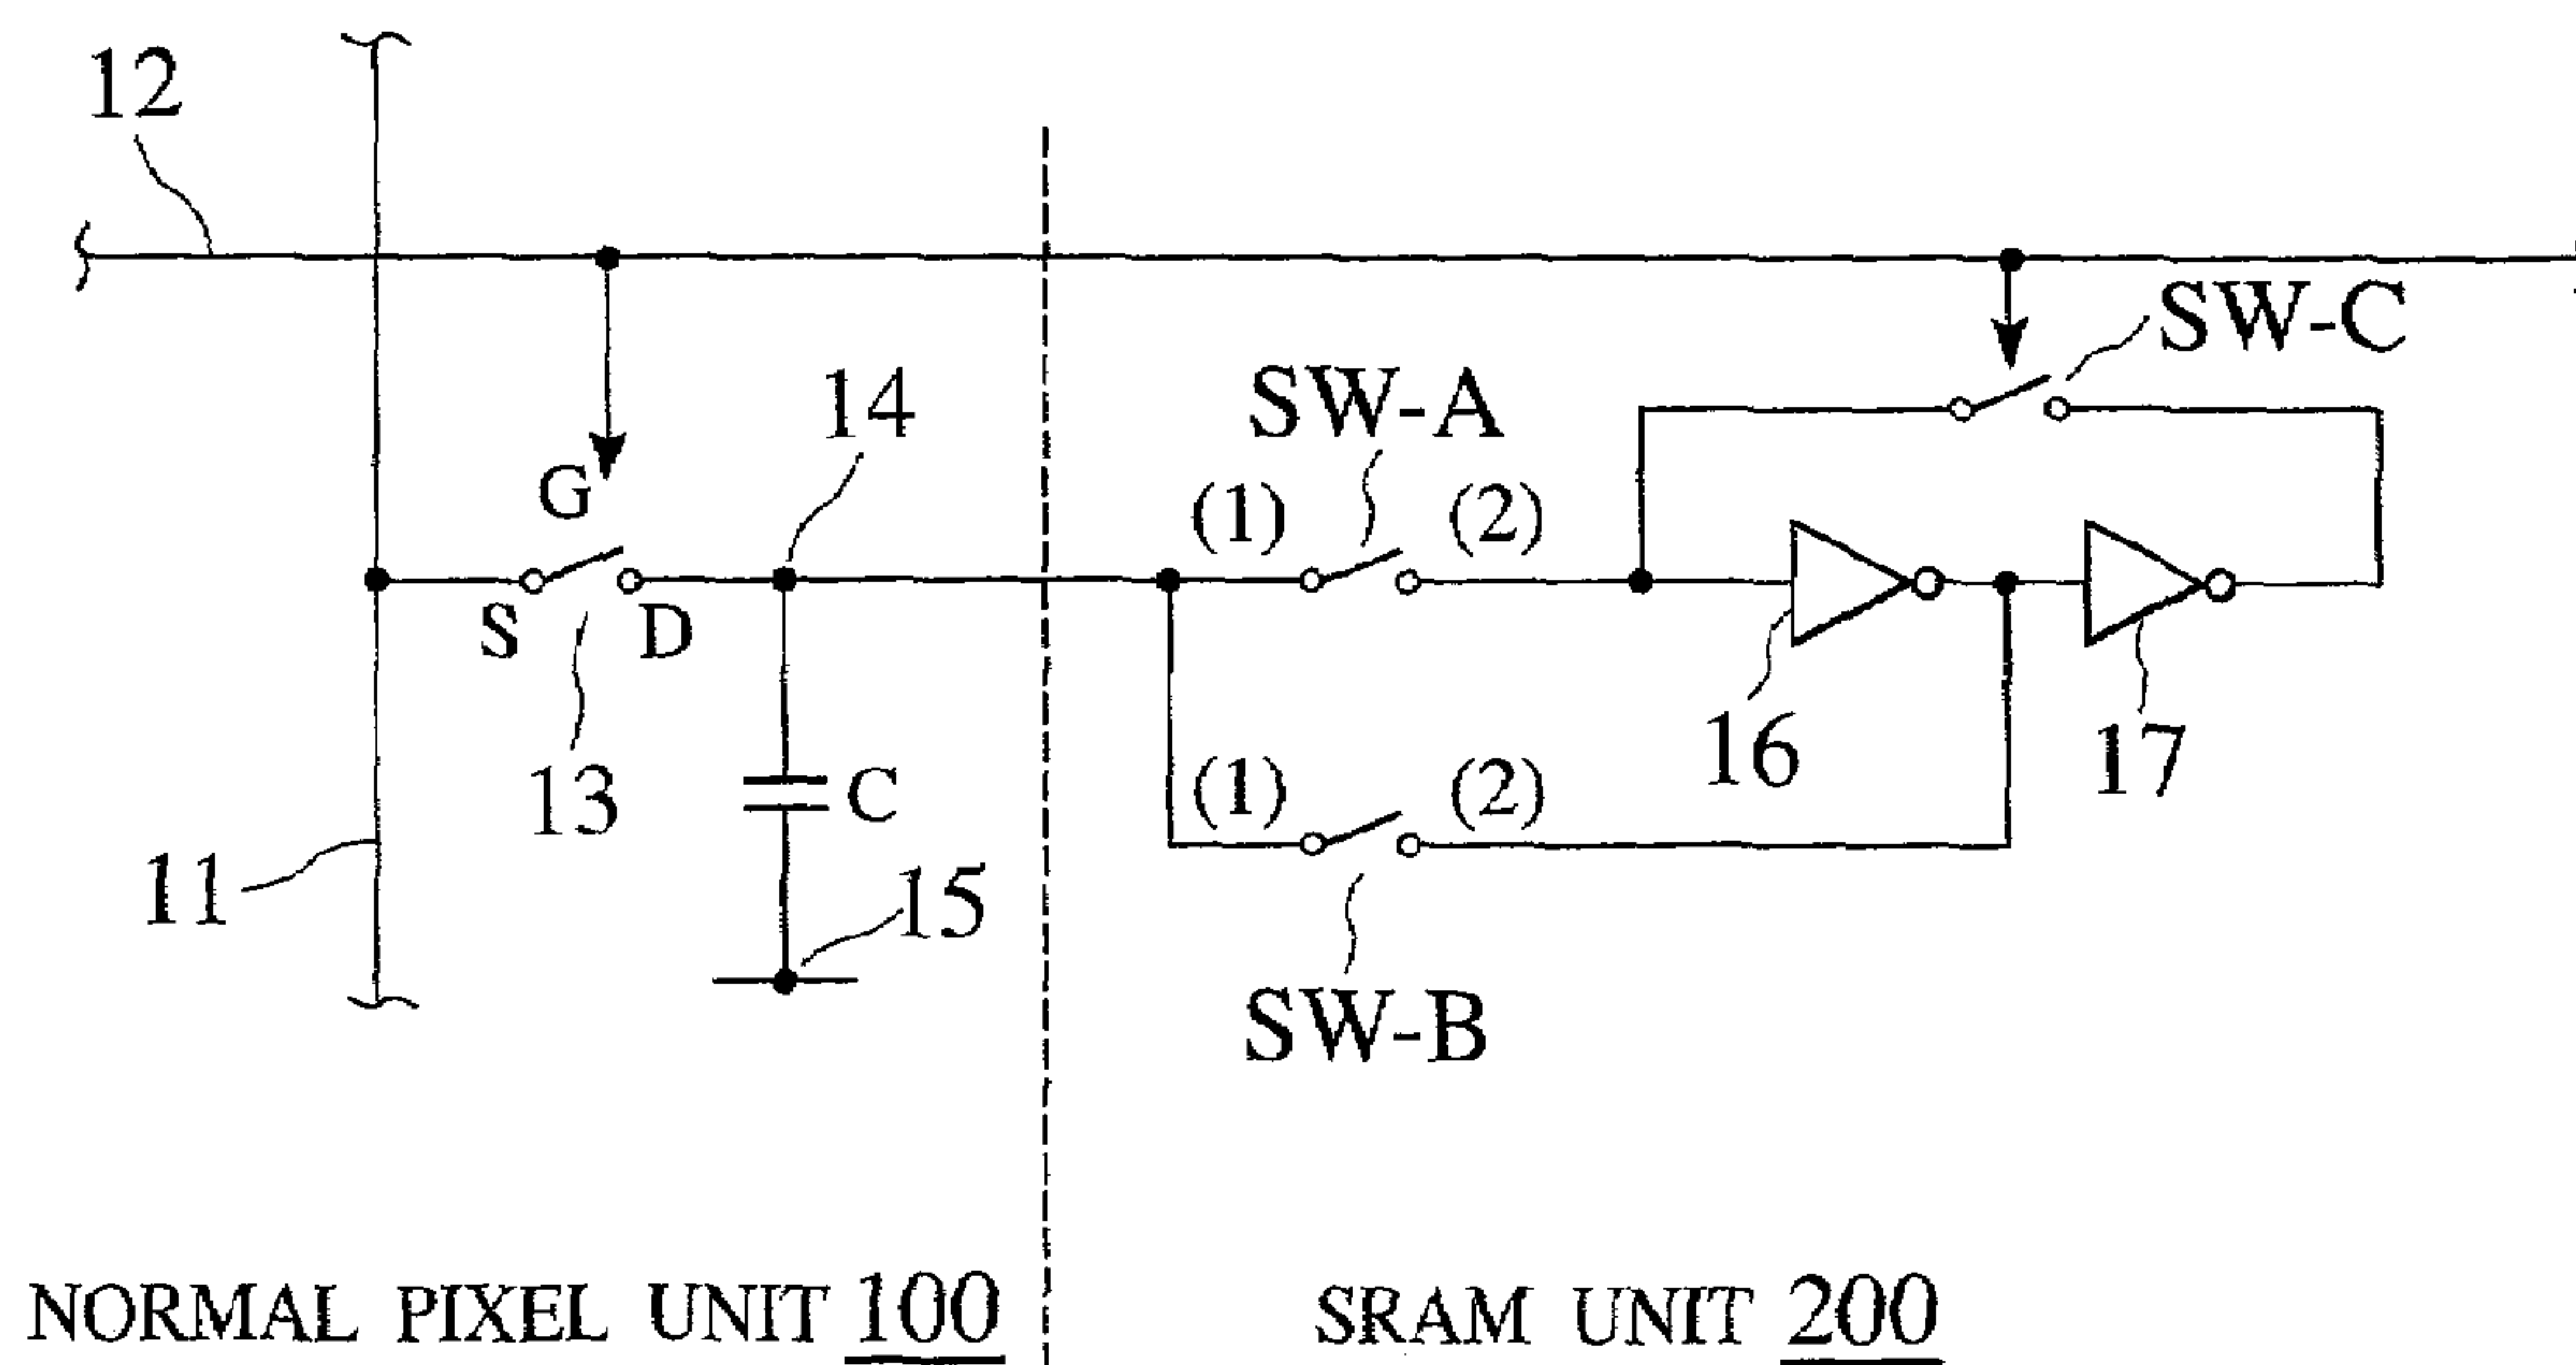 12
SW-C
14
SW-A
G
(1)
(2)
S
D
13
C
16
17
(1)
(2)
11
15
SW-B
NORMAL PIXEL UNIT 100
SRAM UNIT 200